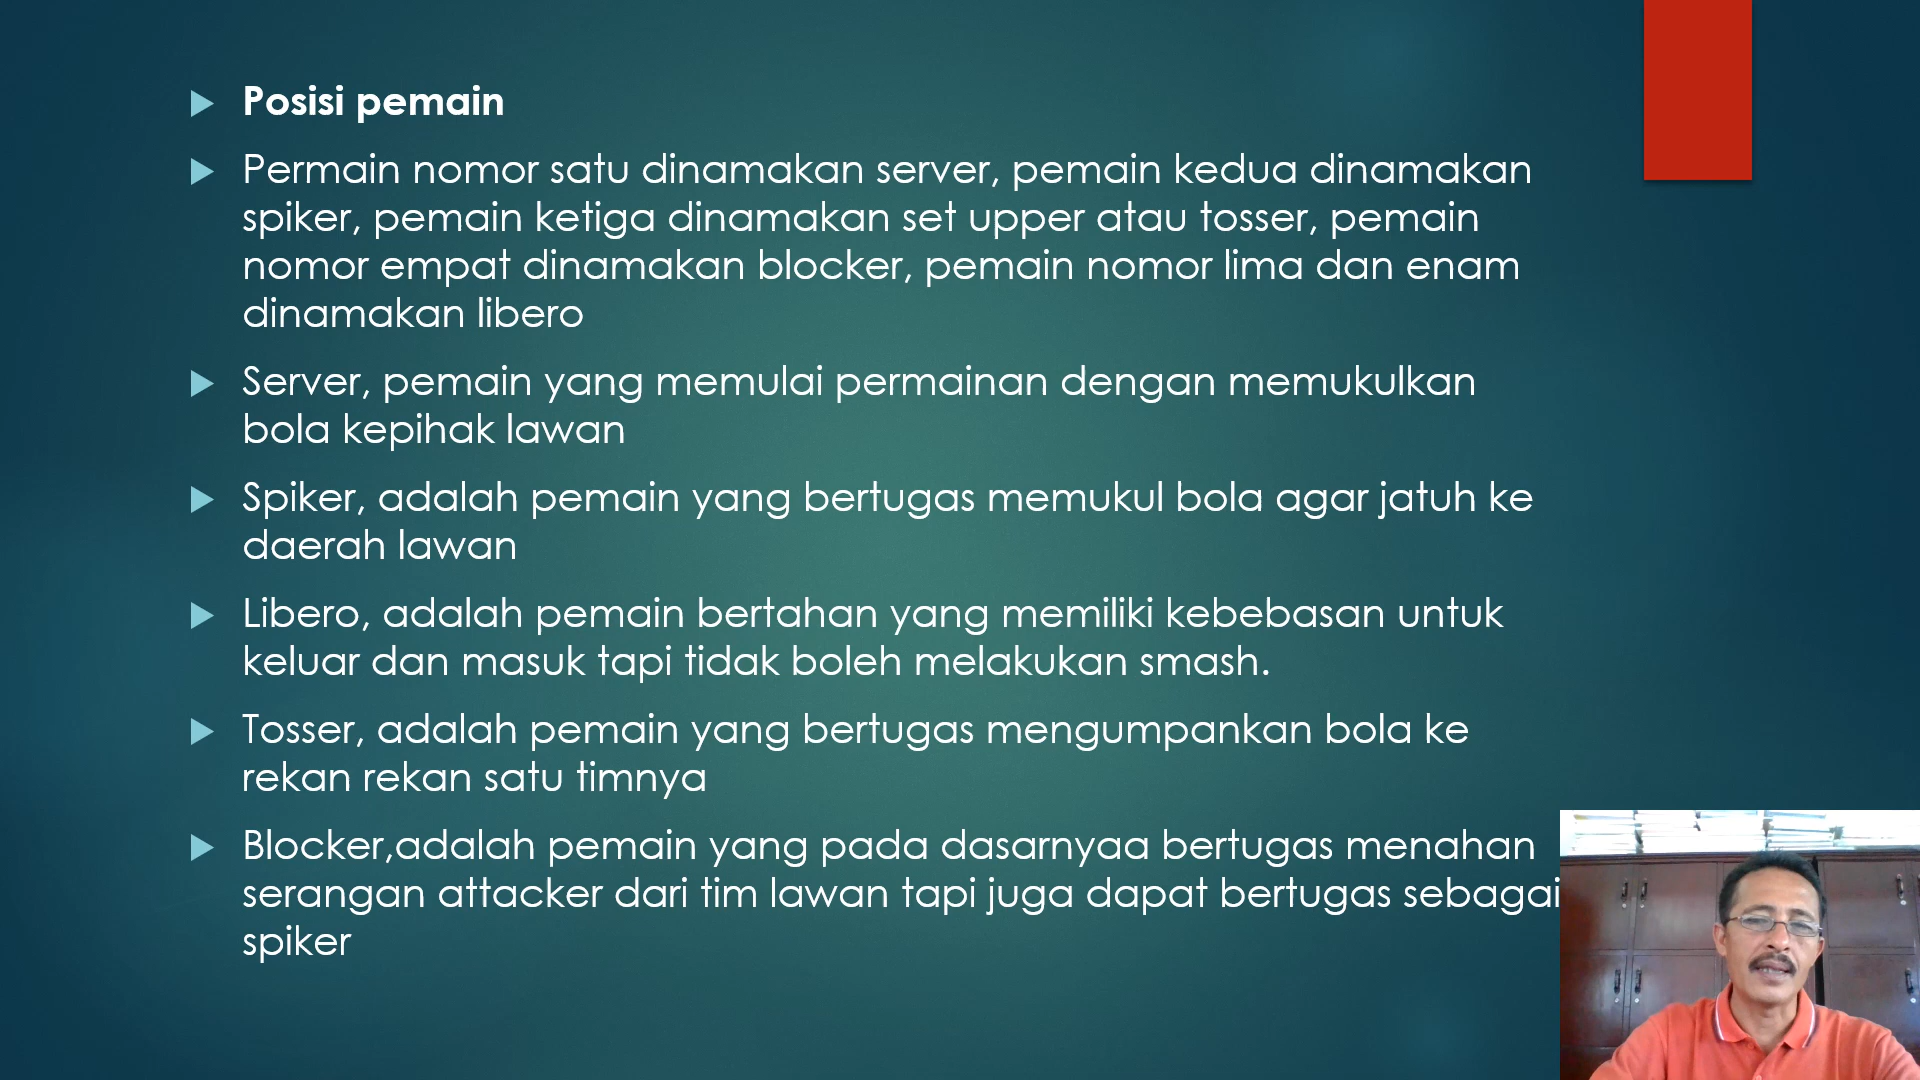 Posisi pemain
Permain nomor satu dinamakan server, pemain kedua dinamakan
spiker, pemain ketiga dinamakan set upper atau tosser, pemain
nomor empat dinamakan blocker, pemain nomor lima dan enam
dinamakan libero
Server, pemain yang memulai permainan dengan memukulkan
bola kepihak lawan
Spiker, adalah pemain yang bertugas memukul bola agar jatuh ke
daerah lawan
Libero, adalah pemain bertahan yang memiliki kebebasan untuk
keluar dan masuk tapi tidak boleh melakukan smash.
Tosser, adalah pemain yang bertugas mengumpankan bola ke
rekan rekan satu timnya
Blocker,adalah pemain yang pada dasarnyaa bertugas menahan
serangan attacker dari tim lawan tapi juga dapat bertugas sebagai
spiker